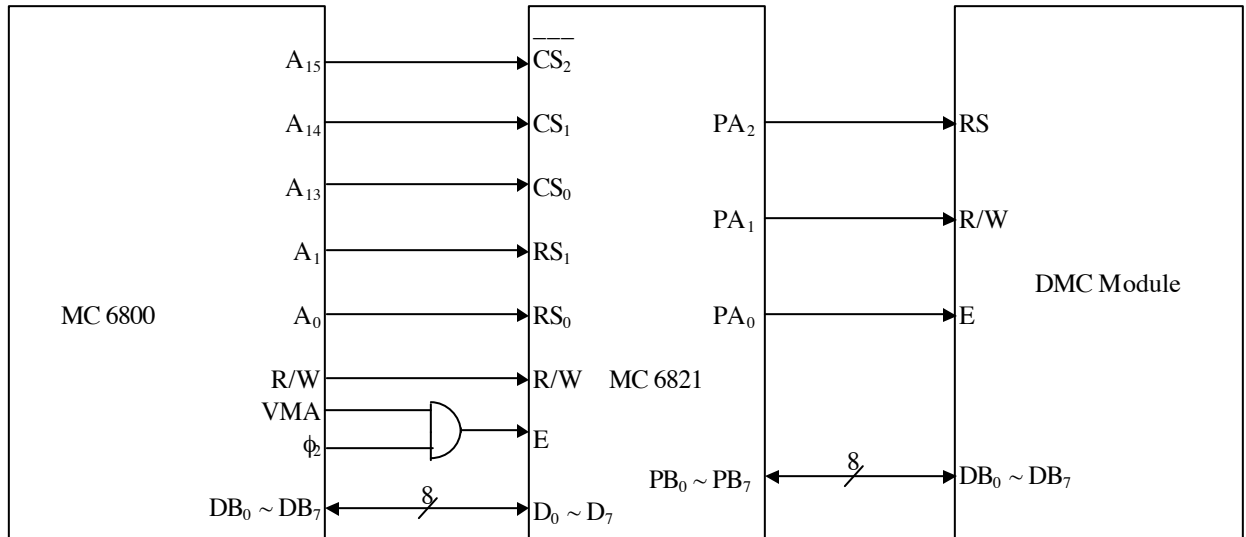 A15 CS2
A14 CS1 PA2 RS
A13 CS0
A1 RS1 PA1 R/W
MC 6800 A0 RS0 PA0 E DMC Module
R/W R/W MC 6821
VMA
ϕ2 E
DB0 ~ DB7 8 D0 ~ D7 PB0 ~ PB7 8 DB0 ~ DB7